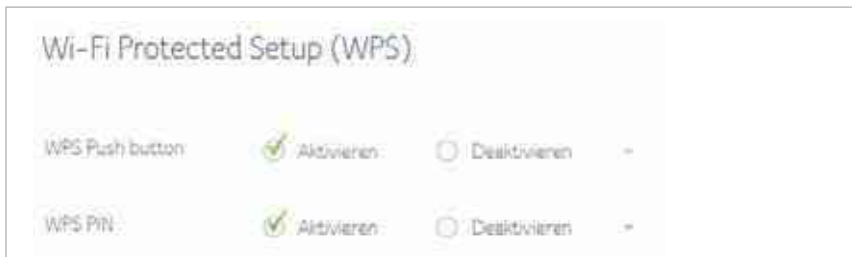 Wi-Fi Protected Setup (WPS)
WPS Push button Aktivieren Deaktivieren
WPS PIN Aktivieren Deaktivieren